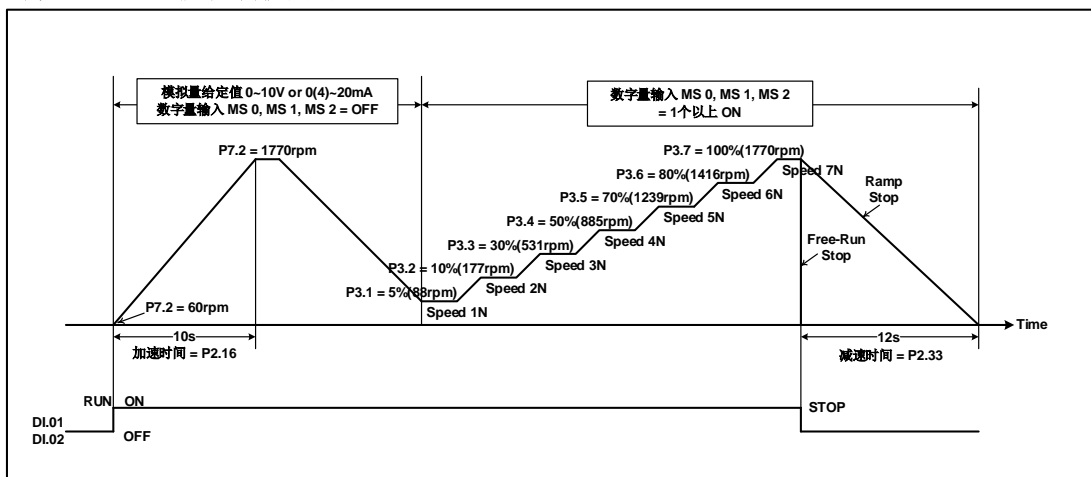 模拟量给定值 0~10V or 0(4)~20mA
数字量输入 MS 0, MS 1, MS 2 = OFF
数字量输入 MS 0, MS 1, MS 2
= 1个以上 ON
P7.2 = 1770rpm
P3.7 = 100%(1770rpm)
Speed 7N
P3.6 = 80%(1416rpm)
Speed 6N
P3.5 = 70%(1239rpm)
Speed 5N
P3.4 = 50%(885rpm)
Speed 4N
P3.3 = 30%(531rpm)
Speed 3N
P3.2 = 10%(177rpm)
Speed 2N
P3.1 = 5%(88rpm)
Speed 1N
Ramp
Stop
Free-Run
Stop
P7.2 = 60rpm
Time
10s
加速时间 = P2.16
12s
减速时间 = P2.33
RUN ON
STOP
DI.01
DI.02
OFF